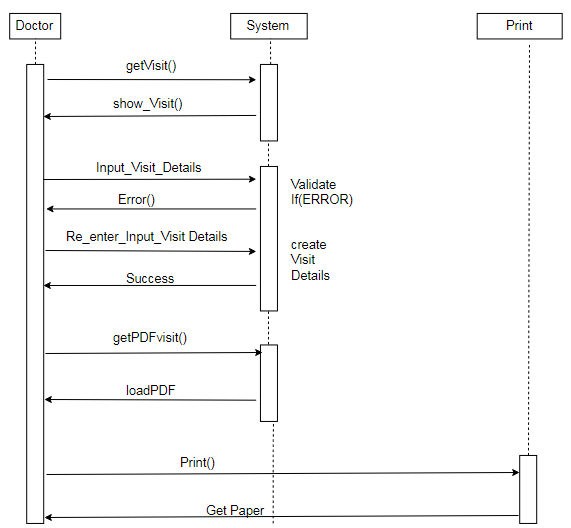 Doctor
System
Print
getVisit()
show_Visit()
Input_Visit_Details
Validate
If(ERROR)
Error()
Re_enter_Input_Visit Details
create
Visit
Details
Success
getPDFvisit()
loadPDF
Print()
Get Paper